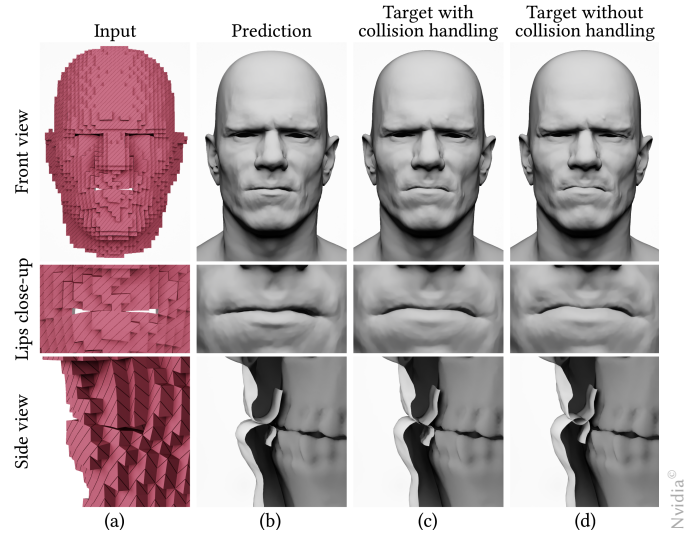 Input
Prediction
Target with
collision handling
Target without
collision handling
Front view
Lips close-up
Side view
(a)
(b)
(c)
(d)
Nvidia©